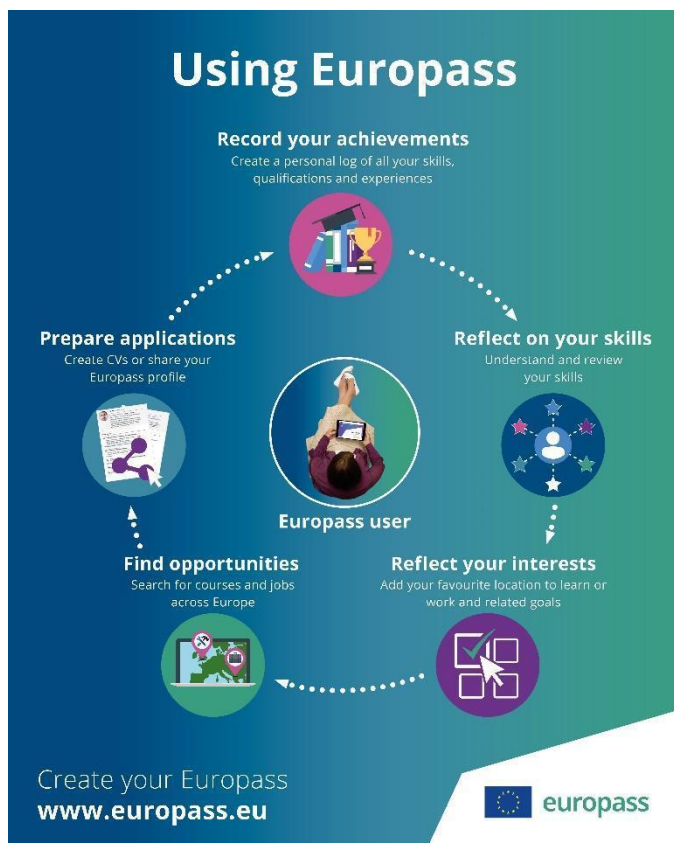 Using Europass
Record your achievements
Create a personal log of all your skills,
qualifications and experiences
Prepare applications
Create CVs or share your
Europass profile
Reflect on your skills
Understand and review
your skills
Europass user
Find opportunities
Search for courses and jobs
across Europe
Reflect your interests
Add your favourite location to learn or
work and related goals
Create your Europass
www.europass.eu
europass